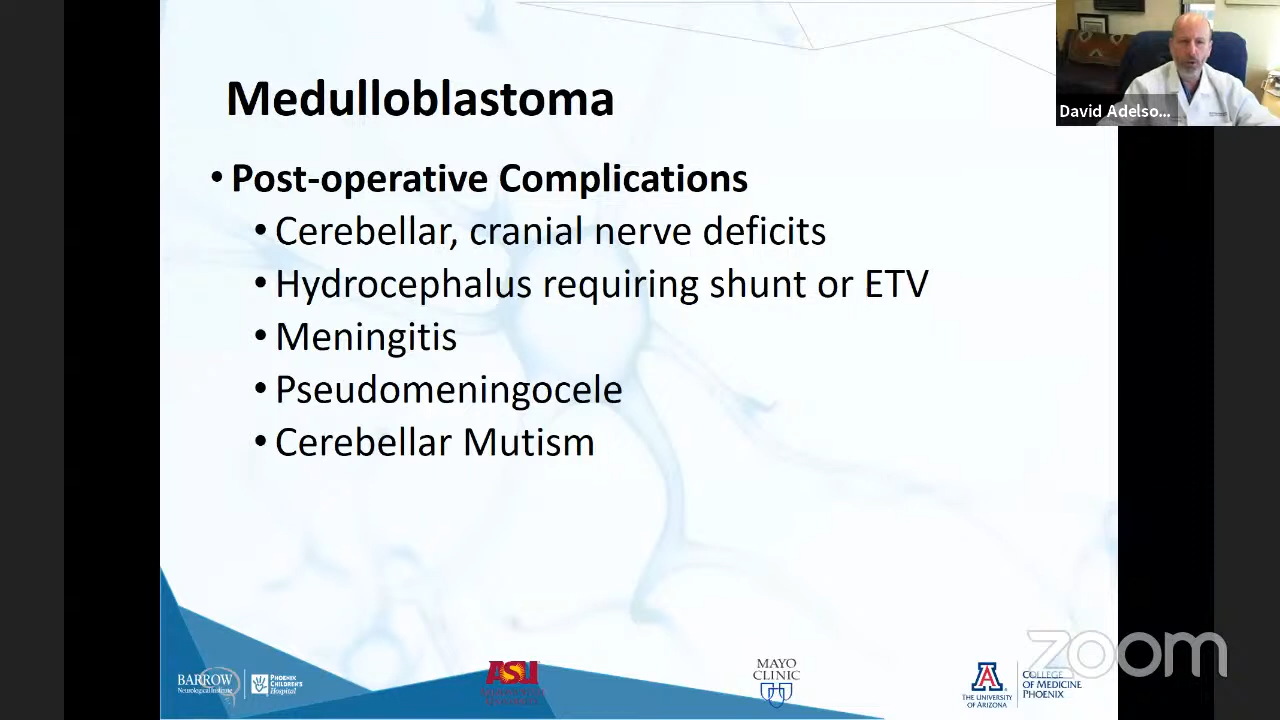 Medulloblastoma
David Adelso...
• Post-operative Complications
• Cerebellar, cranial nerve deficits
• Hydrocephalus requiring shunt or ETV
• Meningitis
• Pseudomeningocele
• Cerebellar Mutism
zoom
BARROW
Neurological Institute
PHOENIX
CHILDREN'S
Hospital
ASU
MAYO
CLINIC
A
THE UNIVERSITY
OF ARIZONA
COLLEGE
OF MEDICINE
PHOENIX